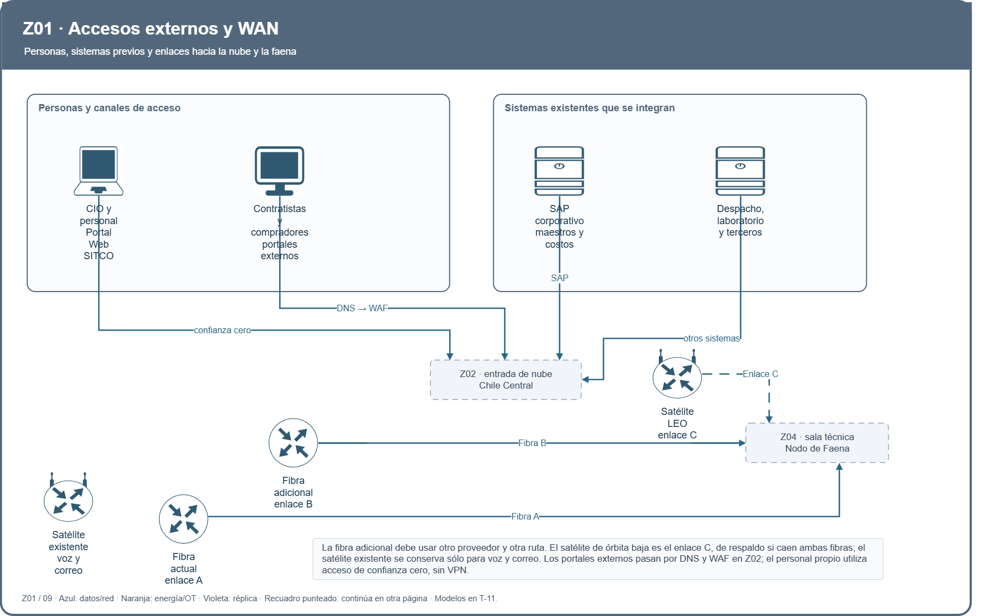 Z01 · Accesos externos y WAN
Personas, sistemas previos y enlaces hacia la nube y la faena
Personas y canales de acceso
CIO y
personal
Portal
Web
SITCO
Contratistas
y
compradores
portales
externos
Sistemas existentes que se integran
SAP
corporativo
maestros y
costos
Despacho,
laboratorio
y terceros
SAP
DNS → WAF
confianza cero
otros sistemas
Z02 · entrada de nube
Chile Central
Enlace C
Satélite
LEO
enlace C
Z04 · sala técnica
Nodo de Faena
Fibra B
Fibra
adicional
enlace B
Fibra A
Satélite
existente
voz y
correo
Fibra
actual
enlace A
La fibra adicional debe usar otro proveedor y otra ruta. El satélite de órbita baja es el enlace C, de respaldo si caen ambas fibras; el
satélite existente se conserva sólo para voz y correo. Los portales externos pasan por DNS y WAF en Z02; el personal propio utiliza
acceso de confianza cero, sin VPN.
Z01 / 09 · Azul: datos/red · Naranja: energía/OT · Violeta: réplica · Recuadro punteado: continúa en otra página · Modelos en T-11.